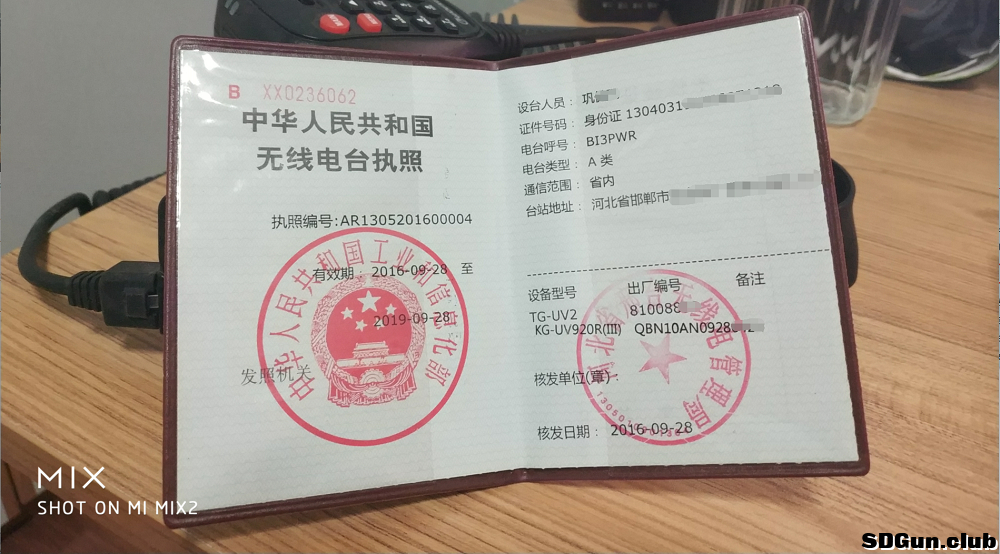 B XX0236062
中华人民共和国
无线电台执照
执照编号:AR1305201600004
有效期： 2016-09-28 至
2019-09-28
发照机关
中华人民共和国工业和信息化部
设台人员： 巩
证件号码： 身份证 1304031
电台呼号： BI3PWR
电台类型： A 类
通信范围： 省内
台站地址： 河北省邯郸市
设备型号 出厂编号 备注
TG-UV2 81008
KG-UV920R(III) QBN10AN0928
核发单位(章)：
核发日期： 2016-09-28
MIX
SHOT ON MI MIX2
SDGun.club